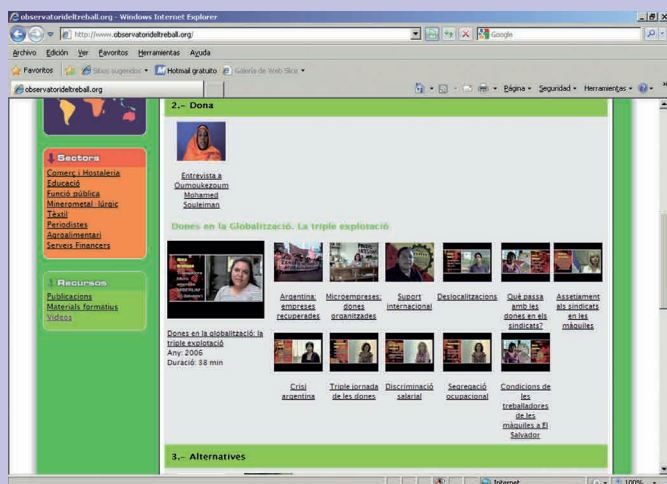 observatorideltreball.org - Windows Internet Explorer
http://www.observatorideltreball.org/
Google
Archivo Edición Ver Favoritos Herramientas Ayuda
Favoritos Sitios sugeridos Hotmail gratuito Galería de Web Slice
observatorideltreball.org
Página Seguridad Herramientas
Sectors
Comerç i Hostaleria
Educació
Funció pública
Minerometal·lúrgic
Tèxtil
Periodistes
Agroalimentari
Serveis Financers
Recursos
Publicacions
Materials formatius
Vídeos
2.- Dona
Entrevista a
Oumoukezoum
Mohamed
Souleiman
Dones en la Globalització. La triple explotació
Dones en la globalització: la
triple explotació
Any: 2006
Duració: 38 min
Argentina:
empreses
recuperades
Microempreses:
dones
organitzades
Suport
internacional
Deslocalitzacions
Què passa
amb les
dones en els
sindicats?
Assetjament
als sindicats
en les
màquiles
Crisi
argentina
Triple jornada
de les dones
Discriminació
salarial
Segregació
ocupacional
Condicions de
les
treballadores
de les
màquiles a El
Salvador
3.- Alternatives
Internet
100%